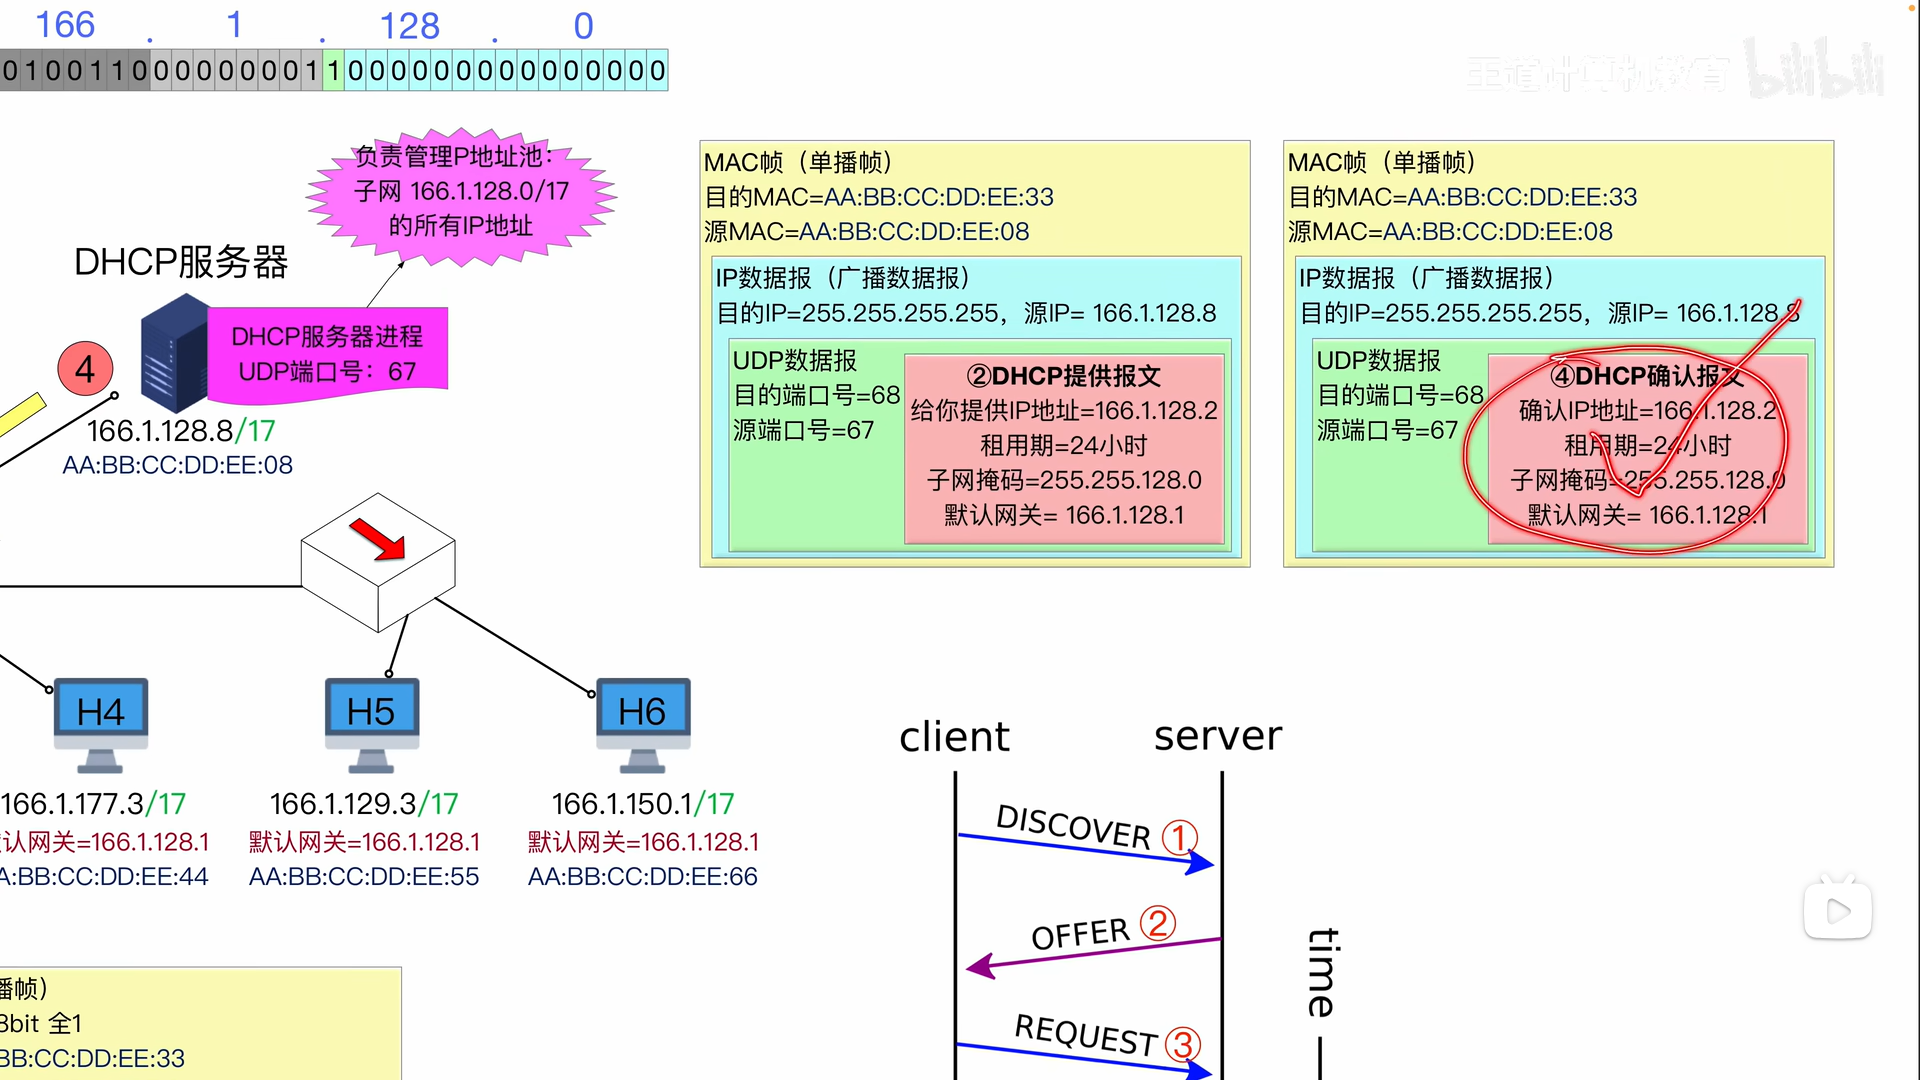 166 . 1 . 128 . 0
0100110000000001 1000000000000000
王道计算机教育 bilibili
负责管理P地址池：
子网 166.1.128.0/17
的所有IP地址
DHCP服务器
DHCP服务器进程
UDP端口号：67
4
166.1.128.8/17
AA:BB:CC:DD:EE:08
MAC帧（单播帧）
目的MAC=AA:BB:CC:DD:EE:33
源MAC=AA:BB:CC:DD:EE:08
IP数据报（广播数据报）
目的IP=255.255.255.255，源IP= 166.1.128.8
UDP数据报
目的端口号=68
源端口号=67
②DHCP提供报文
给你提供IP地址=166.1.128.2
租用期=24小时
子网掩码=255.255.128.0
默认网关= 166.1.128.1
MAC帧（单播帧）
目的MAC=AA:BB:CC:DD:EE:33
源MAC=AA:BB:CC:DD:EE:08
IP数据报（广播数据报）
目的IP=255.255.255.255，源IP= 166.1.128.8
UDP数据报
目的端口号=68
源端口号=67
④DHCP确认报文
确认IP地址=166.1.128.2
租用期=24小时
子网掩码=255.255.128.0
默认网关= 166.1.128.1
H4
H5
H6
166.1.177.3/17
认网关=166.1.128.1
A:BB:CC:DD:EE:44
166.1.129.3/17
默认网关=166.1.128.1
AA:BB:CC:DD:EE:55
166.1.150.1/17
默认网关=166.1.128.1
AA:BB:CC:DD:EE:66
播帧）
8bit 全1
BB:CC:DD:EE:33
client
server
DISCOVER ①
OFFER ②
REQUEST ③
time